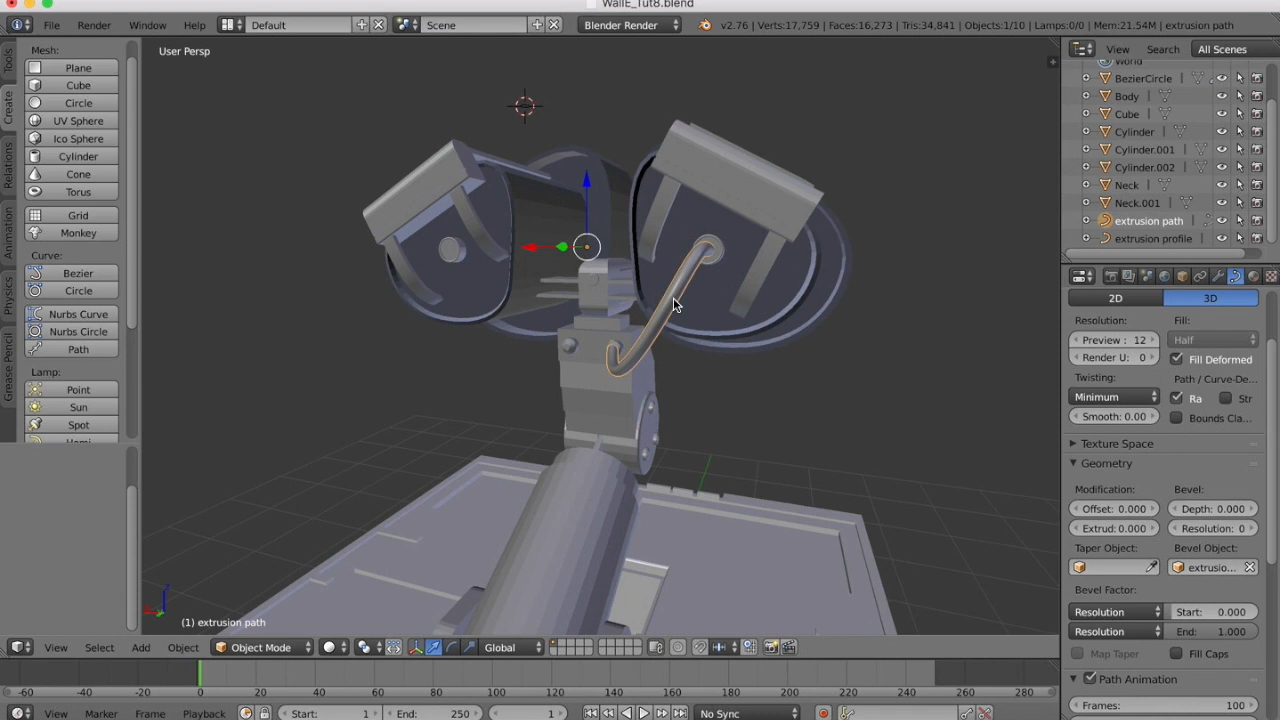 WallE_Tut8.blend
File
Render
Window
Help
Default
Scene
Blender Render
v2.76 | Verts:17,759 | Faces:16,273 | Tris:34,841 | Objects:1/10 | Lamps:0/0 | Mem:21.54M | extrusion path
Tools
Create
Relations
Animation
Physics
Grease Pencil
Mesh:
Plane
Cube
Circle
UV Sphere
Ico Sphere
Cylinder
Cone
Torus
Grid
Monkey
Curve:
Bezier
Circle
Nurbs Curve
Nurbs Circle
Path
Lamp:
Point
Sun
Spot
Hemi
User Persp
(1) extrusion path
View
Search
All Scenes
World
BezierCircle
Body
Cube
Cylinder
Cylinder.001
Cylinder.002
Neck
Neck.001
extrusion path
extrusion profile
2D
3D
Resolution:
Fill:
Preview : 12
Half
Render U: 0
Fill Deformed
Twisting:
Path / Curve-De...
Minimum
Ra
Str
Smooth: 0.00
Bounds Cla...
Texture Space
Geometry
Modification:
Bevel:
Offset: 0.000
Depth: 0.000
Extrud: 0.000
Resolution: 0
Taper Object:
Bevel Object:
extrusio...
Bevel Factor:
Resolution
Start: 0.000
Resolution
End: 1.000
Map Taper
Fill Caps
Path Animation
Frames: 100
View
Select
Add
Object
Object Mode
Global
-60 -40 -20 0 20 40 60 80 100 120 140 160 180 200 220 240 260 280
View
Marker
Frame
Playback
Start: 1
End: 250
1
No Sync